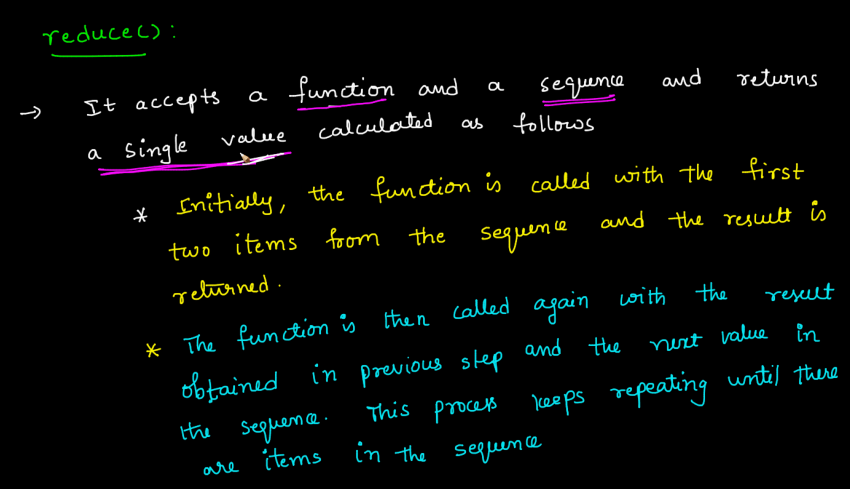 reduce():
→ It accepts a function and a sequence and returns
a single value calculated as follows
* Initially, the function is called with the first
two items from the sequence and the result is
returned.
* The function is then called again with the result
obtained in previous step and the next value in
the sequence. This process keeps repeating until there
are items in the sequence